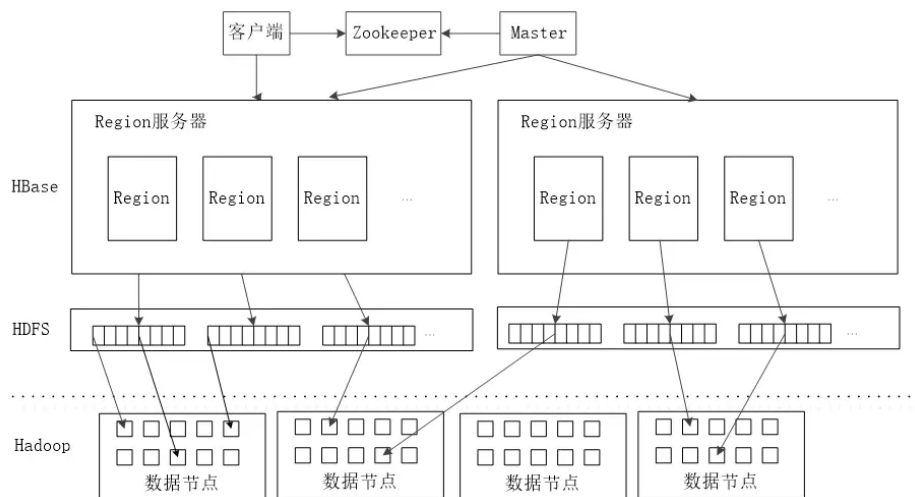 客户端
Zookeeper
Master
Region服务器
Region服务器
HBase
Region
Region
Region
...
Region
Region
Region
...
HDFS
...
...
Hadoop
数据节点
数据节点
数据节点
数据节点